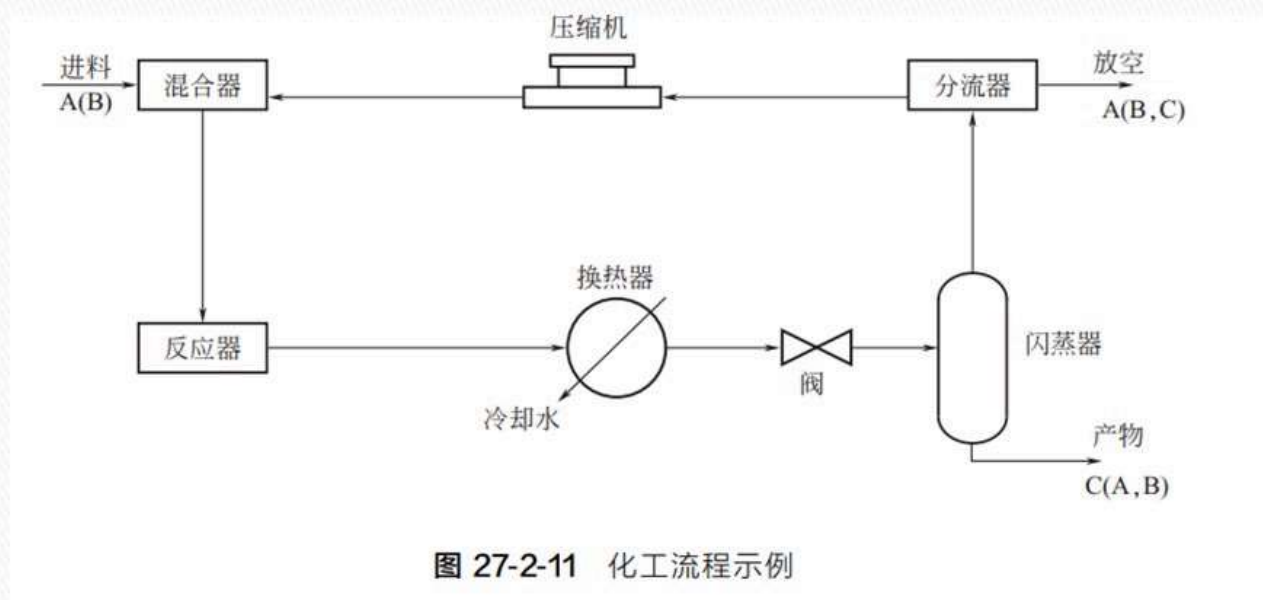 压缩机
进料
混合器
A(B)
分流器
放空
A(B,C)
换热器
反应器
闪蒸器
阀
冷却水
产物
C(A,B)
图 27-2-11 化工流程示例